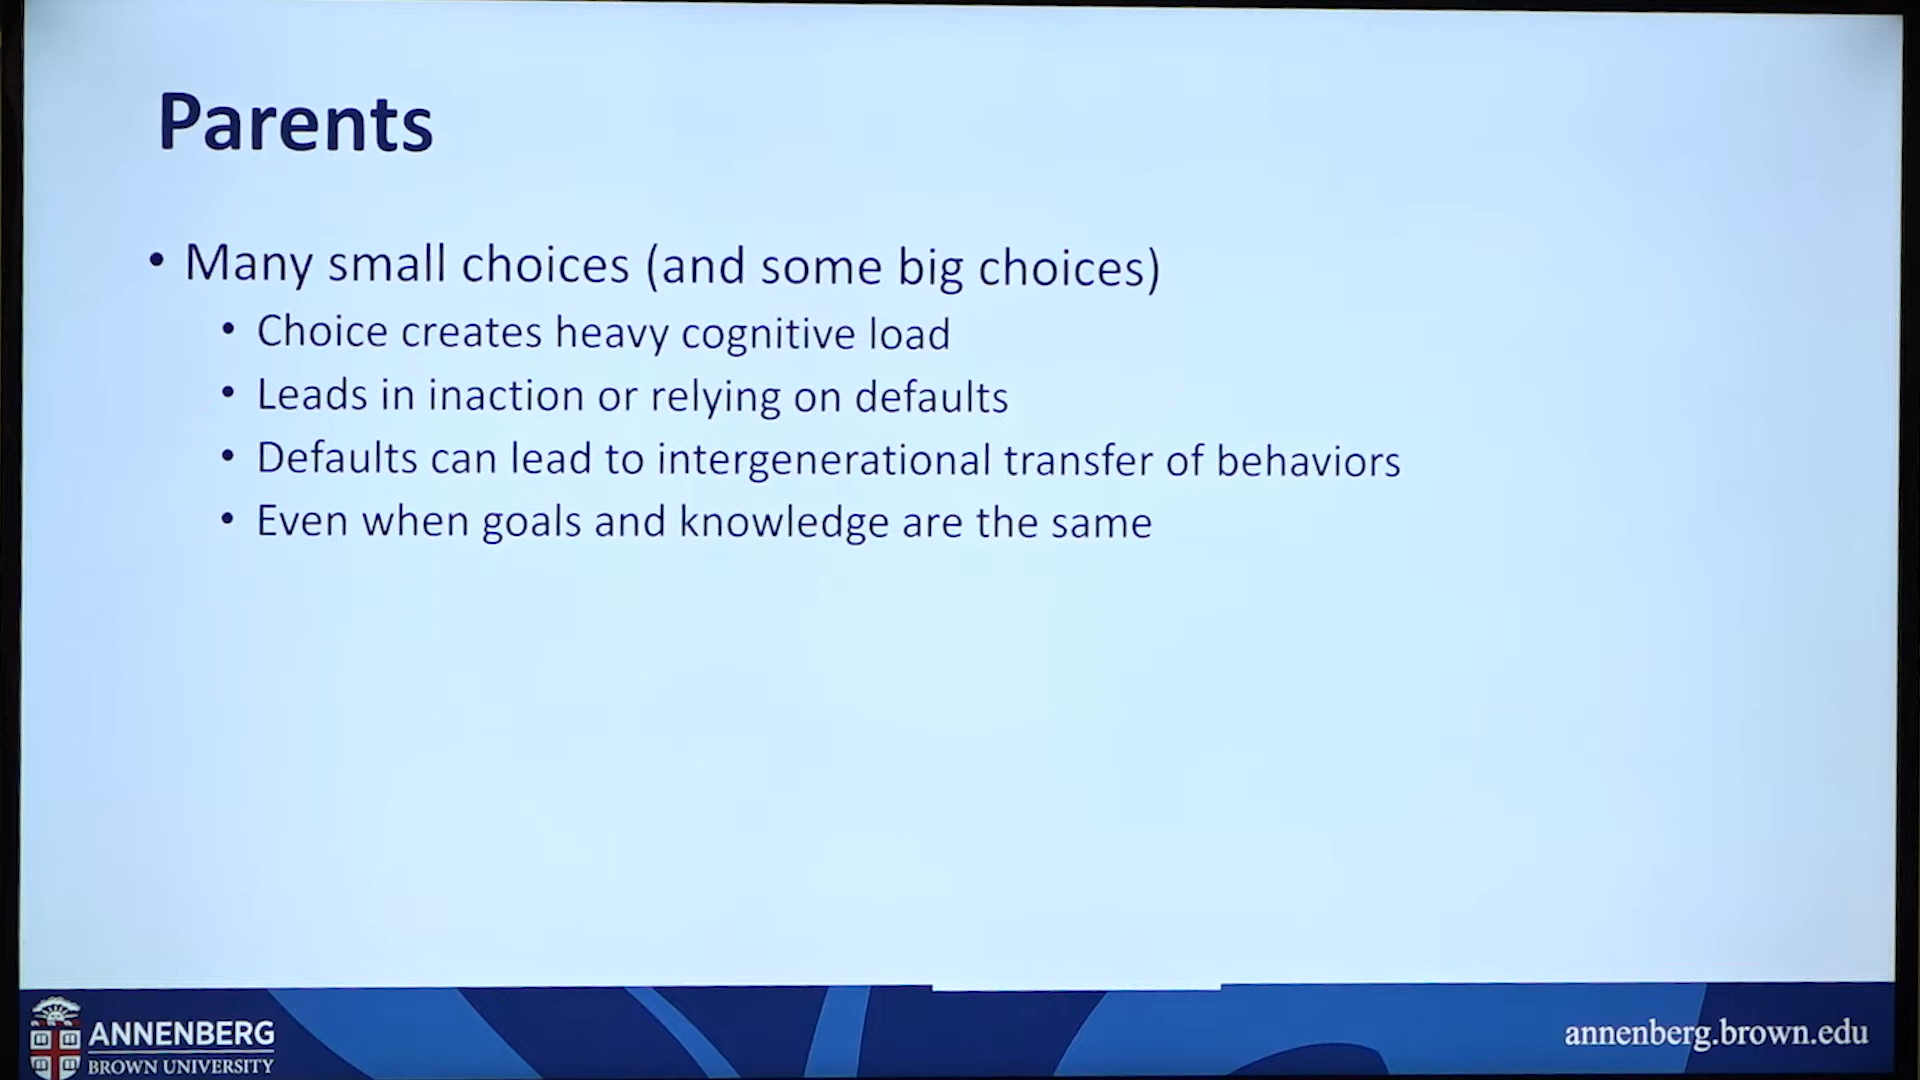 Parents
• Many small choices (and some big choices)
• Choice creates heavy cognitive load
• Leads in inaction or relying on defaults
• Defaults can lead to intergenerational transfer of behaviors
• Even when goals and knowledge are the same
ANNENBERG
BROWN UNIVERSITY
annenberg.brown.edu